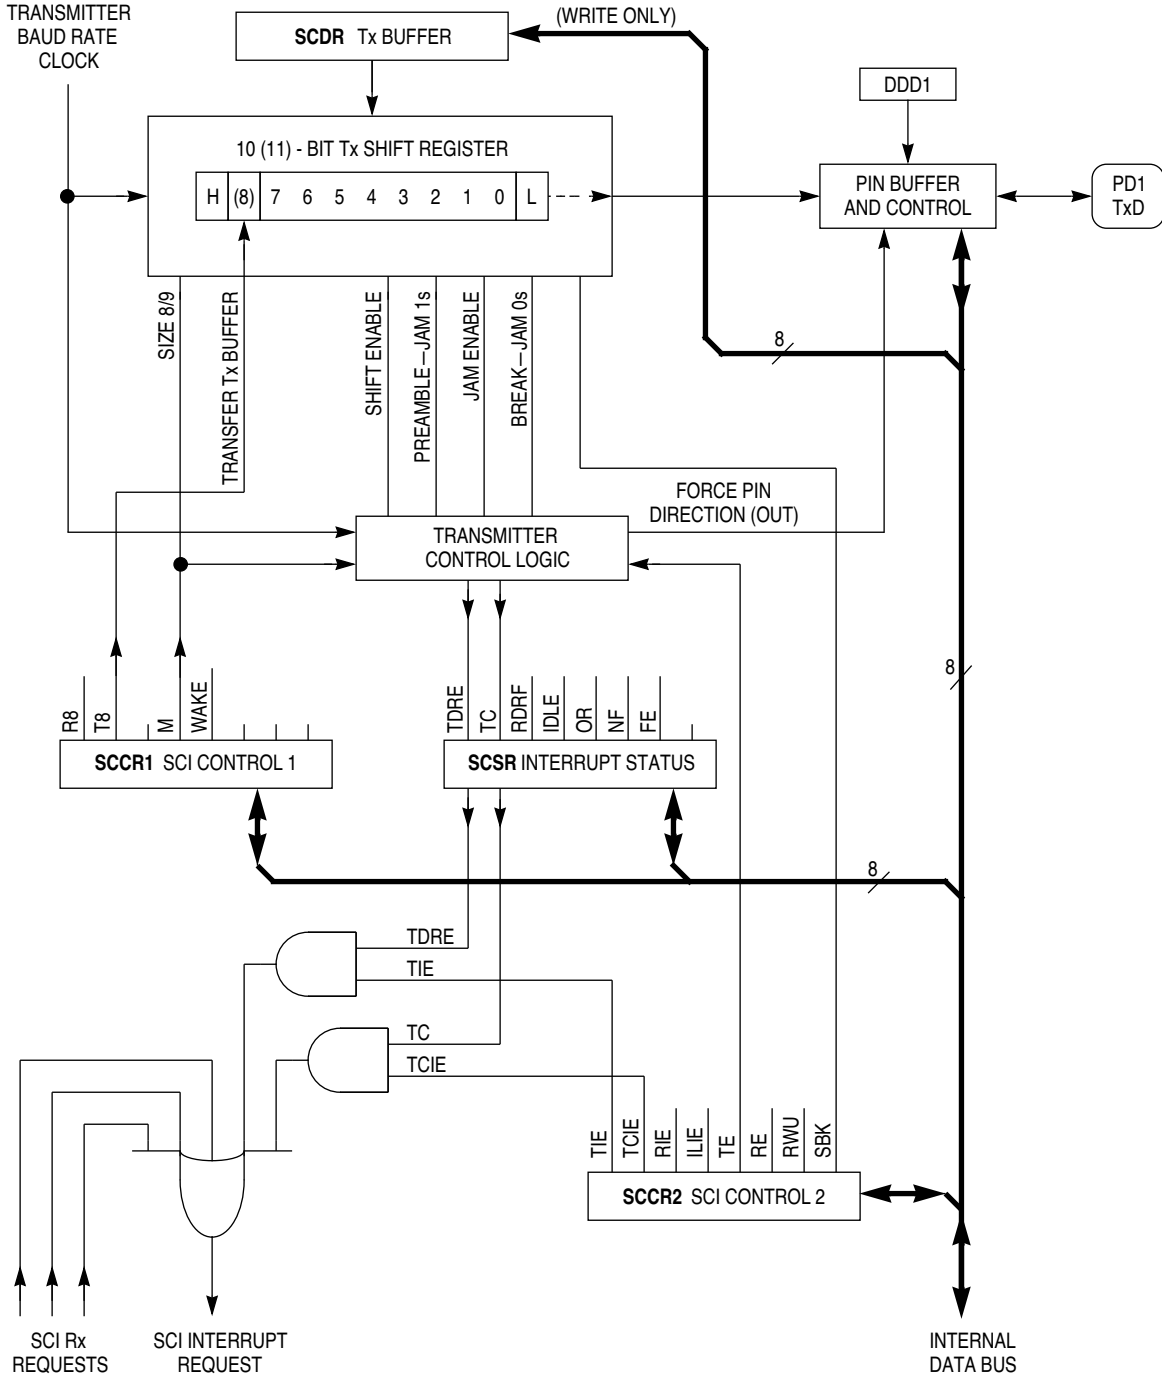 TRANSMITTER
BAUD RATE
CLOCK
SCDR Tx BUFFER
(WRITE ONLY)
DDD1
10 (11) - BIT Tx SHIFT REGISTER
H (8) 7 6 5 4 3 2 1 0 L
PIN BUFFER
AND CONTROL
PD1
TxD
SIZE 8/9
TRANSFER Tx BUFFER
SHIFT ENABLE
PREAMBLE—JAM 1s
JAM ENABLE
BREAK—JAM 0s
8
FORCE PIN
DIRECTION (OUT)
TRANSMITTER
CONTROL LOGIC
8
R8
T8
M
WAKE
TDRE
TC
RDRF
IDLE
OR
NF
FE
SCCR1 SCI CONTROL 1
SCSR INTERRUPT STATUS
8
TDRE
TIE
TC
TCIE
TIE
TCIE
RIE
ILIE
TE
RE
RWU
SBK
SCCR2 SCI CONTROL 2
SCI Rx
REQUESTS
SCI INTERRUPT
REQUEST
INTERNAL
DATA BUS